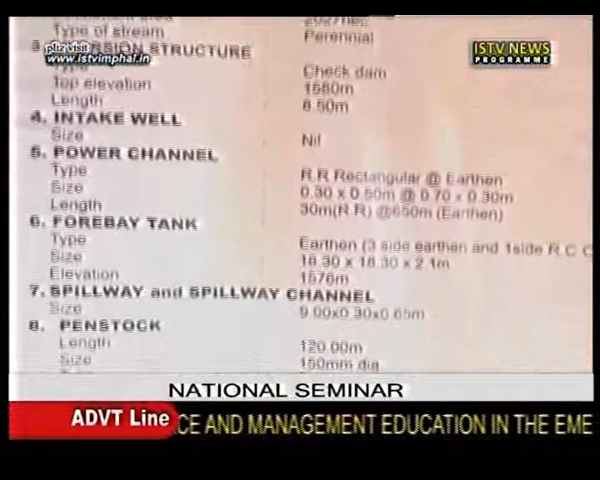 Type of stream Perennial
plz visit
www.istvimphal.in
ISTV NEWS
PROGRAMME
3. STRUCTURE
Type Check dam
Top elevation 1580m
Length 8.50m
4. INTAKE WELL
Size Nil
5. POWER CHANNEL
Type R.R Rectangular @ Earthen
Size 0.30 x 0.50m @ 0.70 x 0.30m
Length 30m(R.R) @650m (Earthen)
6. FOREBAY TANK
Type Earthen (3 side earthen and 1side R.C C
Size 18.30 x 18.30 x 2.1m
Elevation 1576m
7. SPILLWAY and SPILLWAY CHANNEL
Size 9.00x0.30x0.65m
8. PENSTOCK
Length 120.00m
Size 150mm dia
NATIONAL SEMINAR
ADVT Line
CE AND MANAGEMENT EDUCATION IN THE EME